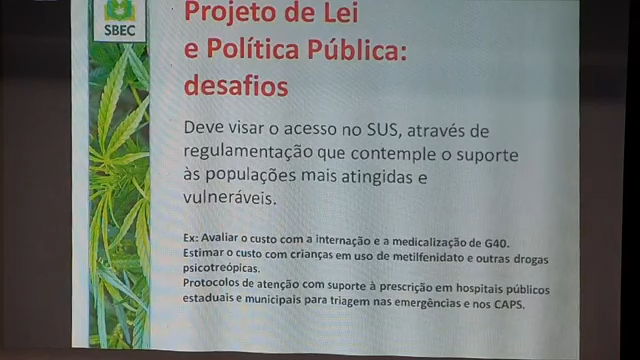 SBEC
Projeto de Lei
e Política Pública:
desafios
Deve visar o acesso no SUS, através de
regulamentação que contemple o suporte
às populações mais atingidas e
vulneráveis.
Ex: Avaliar o custo com a internação e a medicalização de G40.
Estimar o custo com crianças em uso de metilfenidato e outras drogas
psicotreópicas.
Protocolos de atenção com suporte à prescrição em hospitais públicos
estaduais e municipais para triagem nas emergências e nos CAPS.